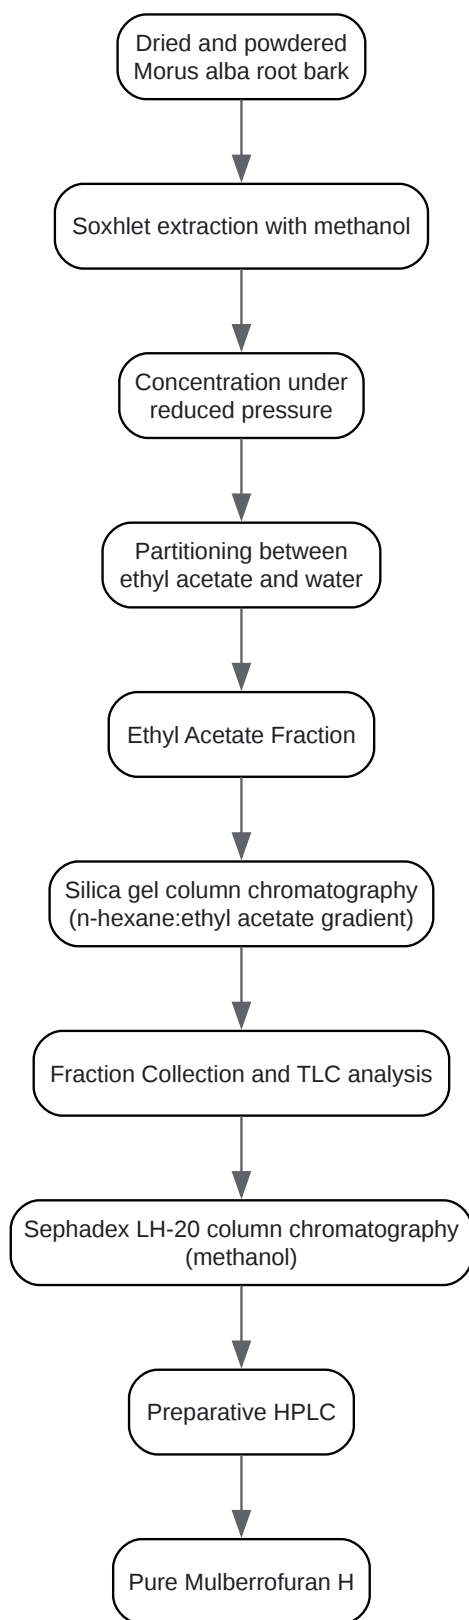 Dried and powdered
Morus alba root bark
Soxhlet extraction with methanol
Concentration under
reduced pressure
Partitioning between
ethyl acetate and water
Ethyl Acetate Fraction
Silica gel column chromatography
(n-hexane:ethyl acetate gradient)
Fraction Collection and TLC analysis
Sephadex LH-20 column chromatography
(methanol)
Preparative HPLC
Pure Mulberrofuran H